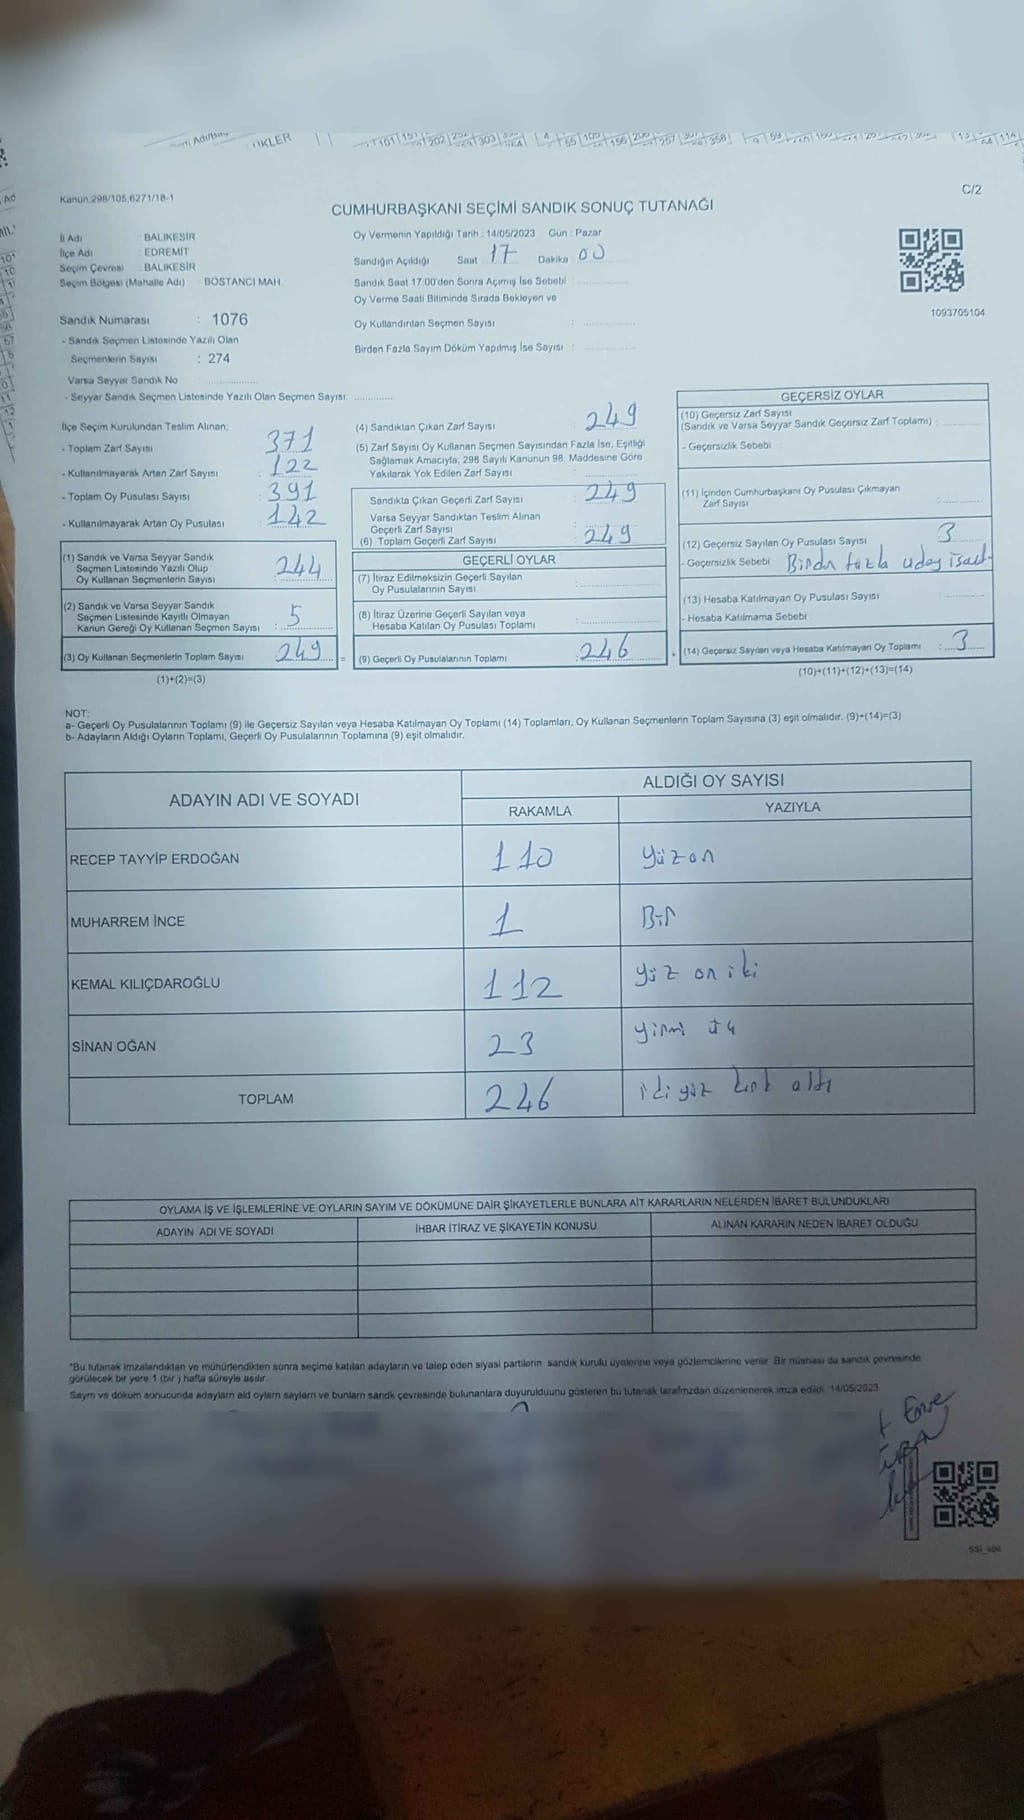 C/2
Kanun:298/105,6271/18-1
CUMHURBAŞKANI SEÇİMİ SANDIK SONUÇ TUTANAĞI
İl Adı : BALIKESİR
İlçe Adı : EDREMİT
Seçim Çevresi : BALIKESİR
Seçim Bölgesi (Mahalle Adı) BOSTANCI MAH.
Sandık Numarası : 1076
- Sandık Seçmen Listesinde Yazılı Olan
Seçmenlerin Sayısı : 274
Varsa Seyyar Sandık No
- Seyyar Sandık Seçmen Listesinde Yazılı Olan Seçmen Sayısı:
Oy Vermenin Yapıldığı Tarih : 14/05/2023 Gün : Pazar
Sandığın Açıldığı Saat 17 Dakika 00
Sandık Saat 17:00'den Sonra Açmış İse Sebebi
Oy Verme Saati Bitiminde Sırada Bekleyen ve
Oy Kullandırılan Seçmen Sayısı :
Birden Fazla Sayım Döküm Yapılmış İse Sayısı :
1093705104
İlçe Seçim Kurulundan Teslim Alınan;
- Toplam Zarf Sayısı : 371
- Kullanılmayarak Artan Zarf Sayısı : 122
- Toplam Oy Pusulası Sayısı : 391
- Kullanılmayarak Artan Oy Pusulası : 142
(1) Sandık ve Varsa Seyyar Sandık
Seçmen Listesinde Yazılı Olup
Oy Kullanan Seçmenlerin Sayısı : 244
(2) Sandık ve Varsa Seyyar Sandık
Seçmen Listesinde Kayıtlı Olmayan
Kanun Gereği Oy Kullanan Seçmen Sayısı : 5
(3) Oy Kullanan Seçmenlerin Toplam Sayısı : 249
(1)+(2)=(3)
(4) Sandıktan Çıkan Zarf Sayısı : 249
(5) Zarf Sayısı Oy Kullanan Seçmen Sayısından Fazla İse, Eşitliği
Sağlamak Amacıyla, 298 Sayılı Kanunun 98. Maddesine Göre
Yakılarak Yok Edilen Zarf Sayısı :
Sandıkta Çıkan Geçerli Zarf Sayısı : 249
Varsa Seyyar Sandıktan Teslim Alınan
Geçerli Zarf Sayısı :
(6) Toplam Geçerli Zarf Sayısı : 249
GEÇERLİ OYLAR
(7) İtiraz Edilmeksizin Geçerli Sayılan
Oy Pusulalarının Sayısı :
(8) İtiraz Üzerine Geçerli Sayılan veya
Hesaba Katılan Oy Pusulası Toplamı :
= (9) Geçerli Oy Pusulalarının Toplamı : 246
GEÇERSİZ OYLAR
(10) Geçersiz Zarf Sayısı
(Sandık ve Varsa Seyyar Sandık Geçersiz Zarf Toplamı) :
- Geçersizlik Sebebi :
(11) İçinden Cumhurbaşkanı Oy Pusulası Çıkmayan
Zarf Sayısı :
(12) Geçersiz Sayılan Oy Pusulası Sayısı : 3
- Geçersizlik Sebebi Birdn fazla uday
(13) Hesaba Katılmayan Oy Pusulası Sayısı :
- Hesaba Katılmama Sebebi
+ (14) Geçersiz Sayılan veya Hesaba Katılmayan Oy Toplamı : 3
(10)+(11)+(12)+(13)=(14)
NOT:
a- Geçerli Oy Pusulalarının Toplamı (9) ile Geçersiz Sayılan veya Hesaba Katılmayan Oy Toplamı (14) Toplamları, Oy Kullanan Seçmenlerin Toplam Sayısına (3) eşit olmalıdır. (9)+(14)=(3)
b- Adayların Aldığı Oyların Toplamı, Geçerli Oy Pusulalarının Toplamına (9) eşit olmalıdır.
ADAYIN ADI VE SOYADI ALDIĞI OY SAYISI
RAKAMLA YAZIYLA
RECEP TAYYİP ERDOĞAN 110 yüzon
MUHARREM İNCE 1 Bir
KEMAL KILIÇDAROĞLU 112 yüz on iki
SİNAN OĞAN 23 yirmi üç
TOPLAM 246 iki yüz kırk altı
OYLAMA İŞ VE İŞLEMLERİNE VE OYLARIN SAYIM VE DÖKÜMÜNE DAİR ŞİKAYETLERLE BUNLARA AİT KARARLARIN NELERDEN İBARET BULUNDUKLARI
ADAYIN ADI VE SOYADI İHBAR İTİRAZ VE ŞİKAYETİN KONUSU ALINAN KARARIN NEDEN İBARET OLDUĞU
*Bu tutanak imzalandıktan ve mühürlendikten sonra seçime katılan adayların ve talep eden siyasi partilerin sandık kurulu üyelerine veya gözlemcilerine verilir. Bir nüshası da sandık çevresinde
görülecek bir yere 1 (bir ) hafta süreyle asılır.
Sayım ve döküm sonucunda adayların ald oyların sayların ve bunların sandk çevresinde bulunanlara duyurulduunu gösteren bu tutanak tarafmzdan düzenlenerek imza edildi. 14/05/2023
Emre